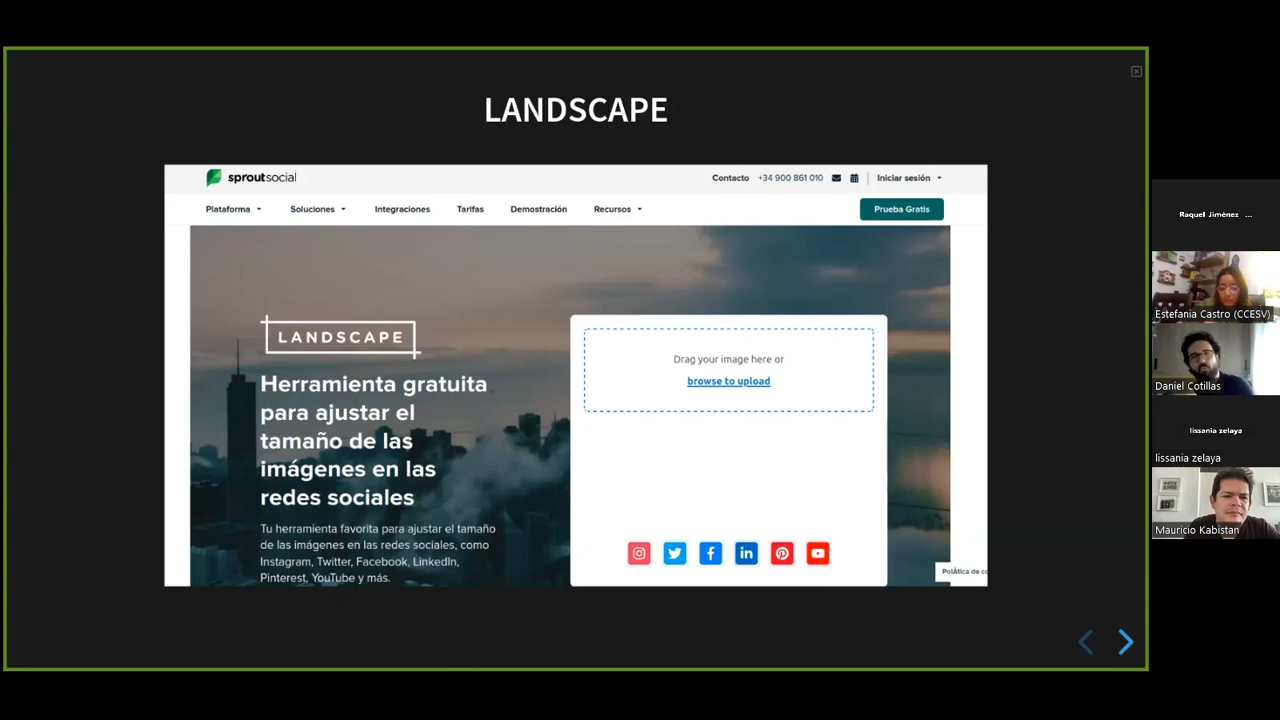 LANDSCAPE
sproutsocial
Contacto +34 900 861 010 Iniciar sesión
Plataforma Soluciones Integraciones Tarifas Demostración Recursos Prueba Gratis
LANDSCAPE
Herramienta gratuita
para ajustar el
tamaño de las
imágenes en las
redes sociales
Tu herramienta favorita para ajustar el tamaño
de las imágenes en las redes sociales, como
Instagram, Twitter, Facebook, LinkedIn,
Pinterest, YouTube y más.
Drag your image here or
browse to upload
PolÃtica de co
Raquel Jiménez ...
Estefania Castro (CCESV)
Daniel Cotillas
lissania zelaya
lissania zelaya
Mauricio Kabistan